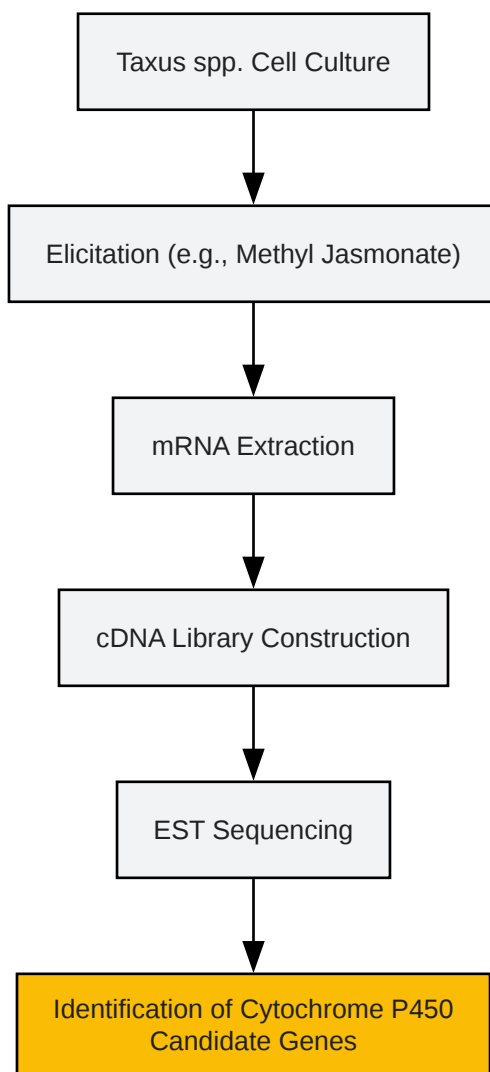 Taxus spp. Cell Culture
Elicitation (e.g., Methyl Jasmonate)
mRNA Extraction
cDNA Library Construction
EST Sequencing
Identification of Cytochrome P450
Candidate Genes